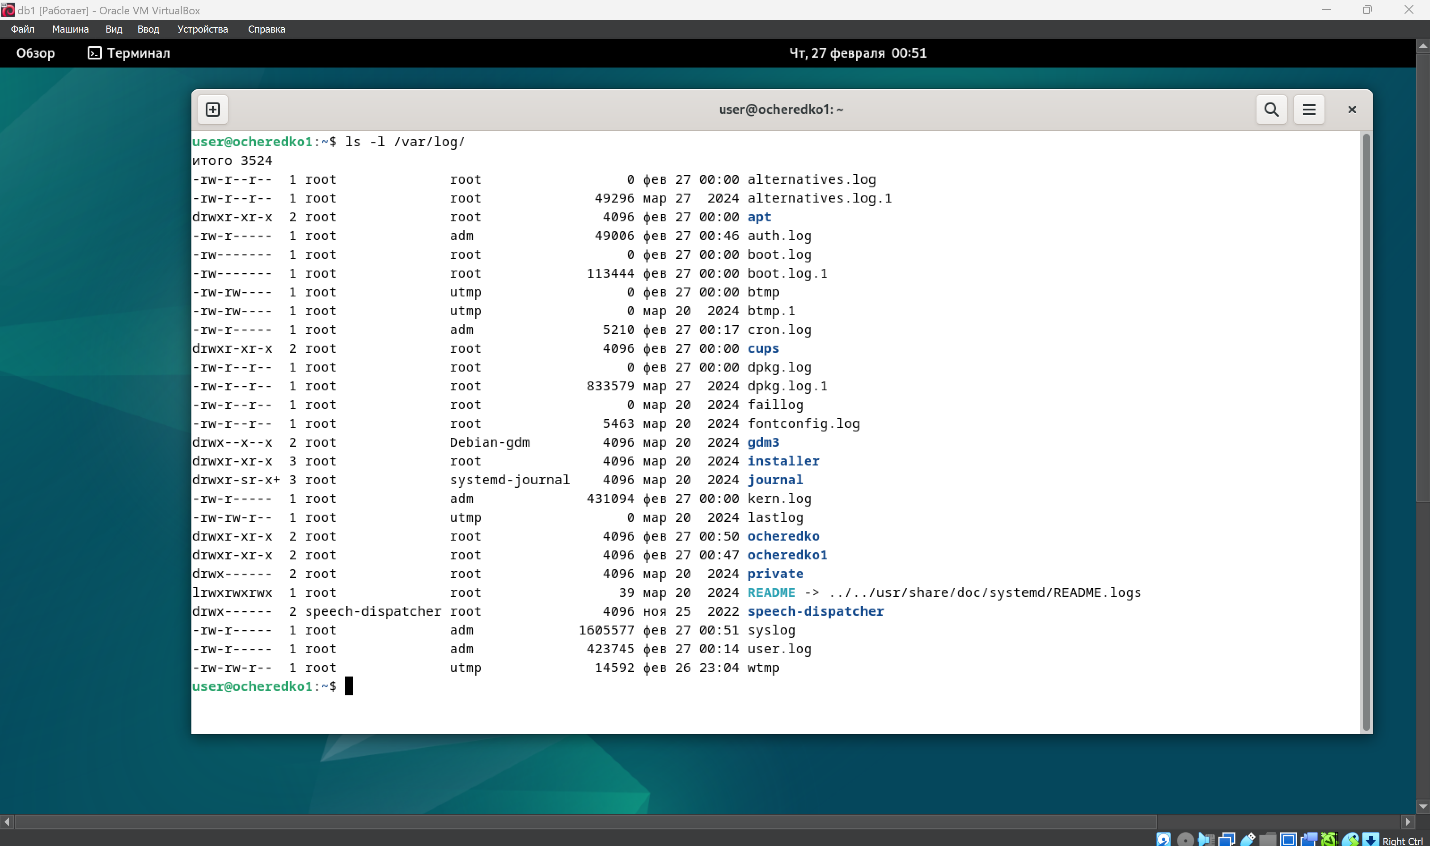 db1 [Работает] - Oracle VM VirtualBox
Файл Машина Вид Ввод Устройства Справка
Обзор Терминал Чт, 27 февраля 00:51
user@ocheredko1: ~
user@ocheredko1:~$ ls -l /var/log/
итого 3524
-rw-r--r-- 1 root root 0 фев 27 00:00 alternatives.log
-rw-r--r-- 1 root root 49296 мар 27 2024 alternatives.log.1
drwxr-xr-x 2 root root 4096 фев 27 00:00 apt
-rw-r----- 1 root adm 49006 фев 27 00:46 auth.log
-rw------- 1 root root 0 фев 27 00:00 boot.log
-rw------- 1 root root 113444 фев 27 00:00 boot.log.1
-rw-rw---- 1 root utmp 0 фев 27 00:00 btmp
-rw-rw---- 1 root utmp 0 мар 20 2024 btmp.1
-rw-r----- 1 root adm 5210 фев 27 00:17 cron.log
drwxr-xr-x 2 root root 4096 фев 27 00:00 cups
-rw-r--r-- 1 root root 0 фев 27 00:00 dpkg.log
-rw-r--r-- 1 root root 833579 мар 27 2024 dpkg.log.1
-rw-r--r-- 1 root root 0 мар 20 2024 faillog
-rw-r--r-- 1 root root 5463 мар 20 2024 fontconfig.log
drwx--x--x 2 root Debian-gdm 4096 мар 20 2024 gdm3
drwxr-xr-x 3 root root 4096 мар 20 2024 installer
drwxr-sr-x+ 3 root systemd-journal 4096 мар 20 2024 journal
-rw-r----- 1 root adm 431094 фев 27 00:00 kern.log
-rw-rw-r-- 1 root utmp 0 мар 20 2024 lastlog
drwxr-xr-x 2 root root 4096 фев 27 00:50 ocheredko
drwxr-xr-x 2 root root 4096 фев 27 00:47 ocheredko1
drwx------ 2 root root 4096 мар 20 2024 private
lrwxrwxrwx 1 root root 39 мар 20 2024 README -> ../../usr/share/doc/systemd/README.logs
drwx------ 2 speech-dispatcher root 4096 ноя 25 2022 speech-dispatcher
-rw-r----- 1 root adm 1605577 фев 27 00:51 syslog
-rw-r----- 1 root adm 423745 фев 27 00:14 user.log
-rw-rw-r-- 1 root utmp 14592 фев 26 23:04 wtmp
user@ocheredko1:~$
Right Ctrl